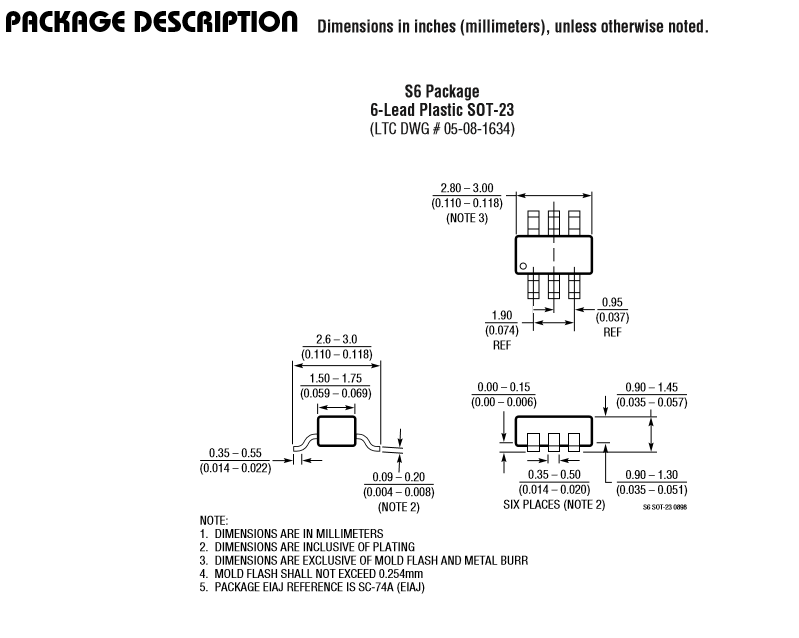 PACKAGE DESCRIPTION Dimensions in inches (millimeters), unless otherwise noted.
S6 Package
6-Lead Plastic SOT-23
(LTC DWG # 05-08-1634)
2.80 – 3.00
(0.110 – 0.118)
(NOTE 3)
1.90
(0.074)
REF
0.95
(0.037)
REF
2.6 – 3.0
(0.110 – 0.118)
1.50 – 1.75
(0.059 – 0.069)
0.35 – 0.55
(0.014 – 0.022)
0.09 – 0.20
(0.004 – 0.008)
(NOTE 2)
0.00 – 0.15
(0.00 – 0.006)
0.90 – 1.45
(0.035 – 0.057)
0.35 – 0.50
(0.014 – 0.020)
SIX PLACES (NOTE 2)
0.90 – 1.30
(0.035 – 0.051)
S6 SOT-23 0898
NOTE:
1. DIMENSIONS ARE IN MILLIMETERS
2. DIMENSIONS ARE INCLUSIVE OF PLATING
3. DIMENSIONS ARE EXCLUSIVE OF MOLD FLASH AND METAL BURR
4. MOLD FLASH SHALL NOT EXCEED 0.254mm
5. PACKAGE EIAJ REFERENCE IS SC-74A (EIAJ)